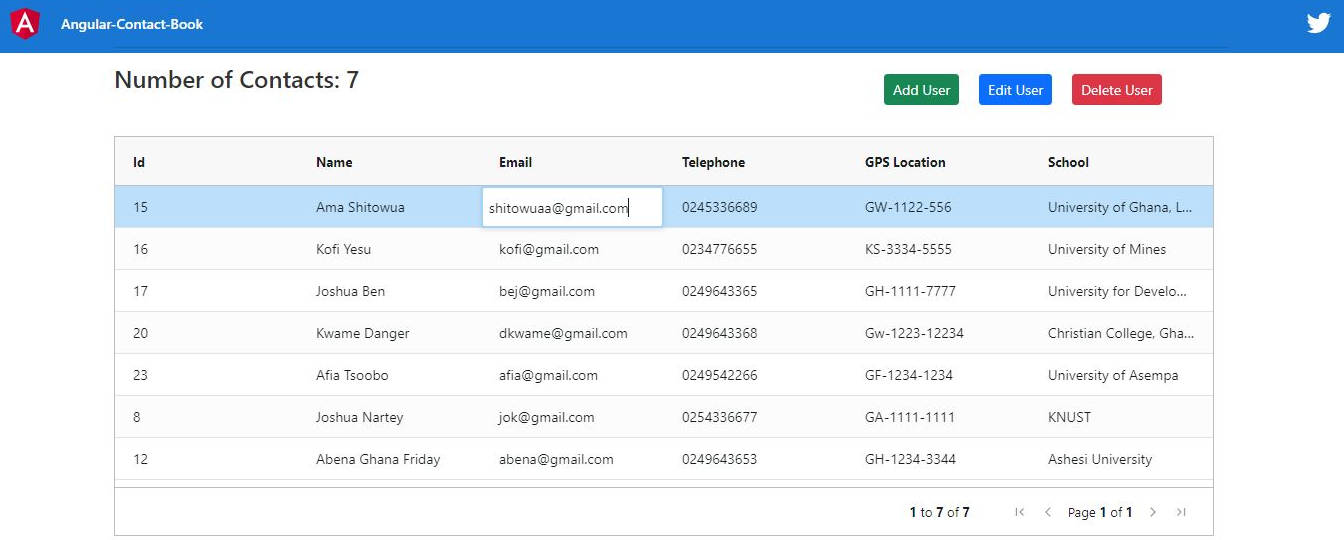 Angular-Contact-Book
Number of Contacts: 7
Add User Edit User Delete User
Id Name Email Telephone GPS Location School
15 Ama Shitowua shitowuaa@gmail.com 0245336689 GW-1122-556 University of Ghana, L...
16 Kofi Yesu kofi@gmail.com 0234776655 KS-3334-5555 University of Mines
17 Joshua Ben bej@gmail.com 0249643365 GH-1111-7777 University for Develo...
20 Kwame Danger dkwame@gmail.com 0249643368 Gw-1223-12234 Christian College, Gha...
23 Afia Tsoobo afia@gmail.com 0249542266 GF-1234-1234 University of Asempa
8 Joshua Nartey jok@gmail.com 0254336677 GA-1111-1111 KNUST
12 Abena Ghana Friday abena@gmail.com 0249643653 GH-1234-3344 Ashesi University
1 to 7 of 7 Page 1 of 1